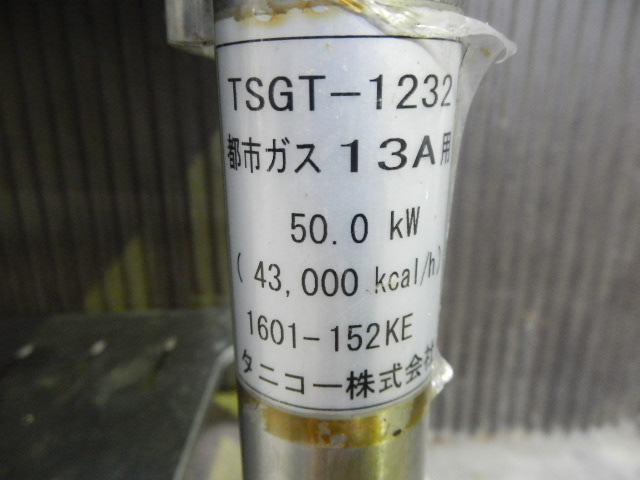 TSGT-1232
都市ガス 13A用
50.0 kW
( 43,000 kcal/h)
1601-152KE
タニコー株式会